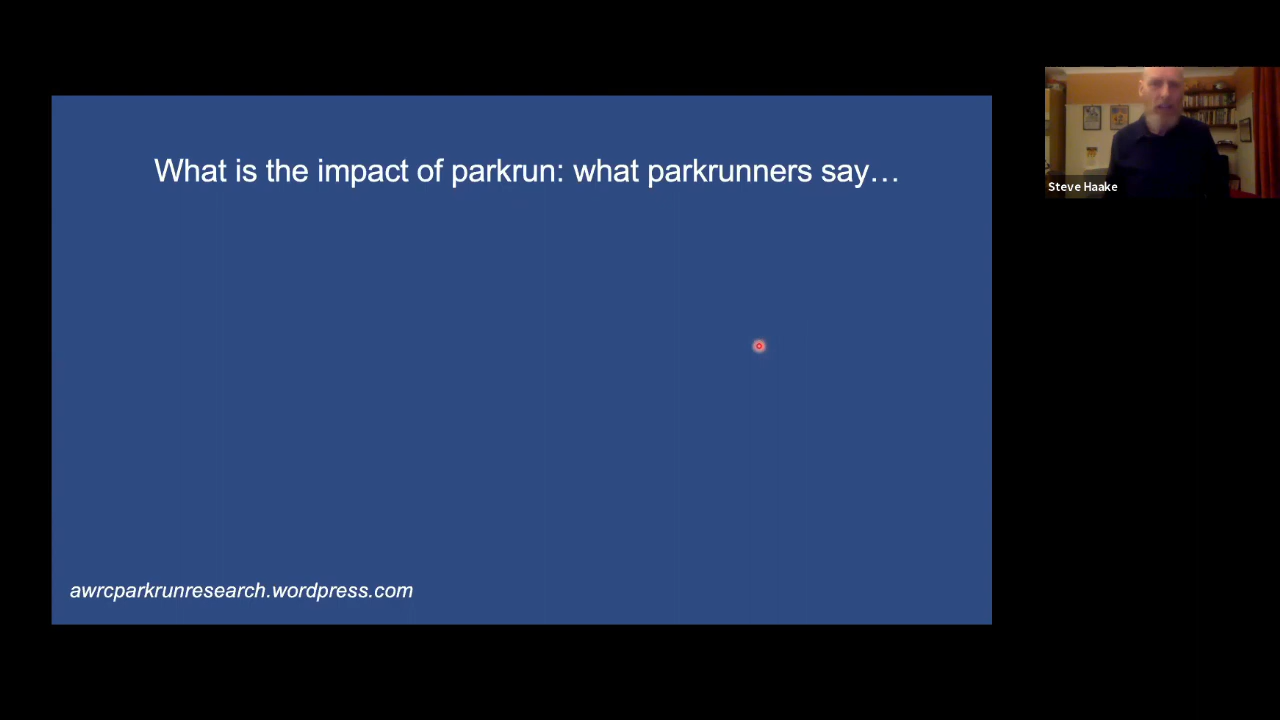 What is the impact of parkrun: what parkrunners say…
Steve Haake
awrcparkrunresearch.wordpress.com